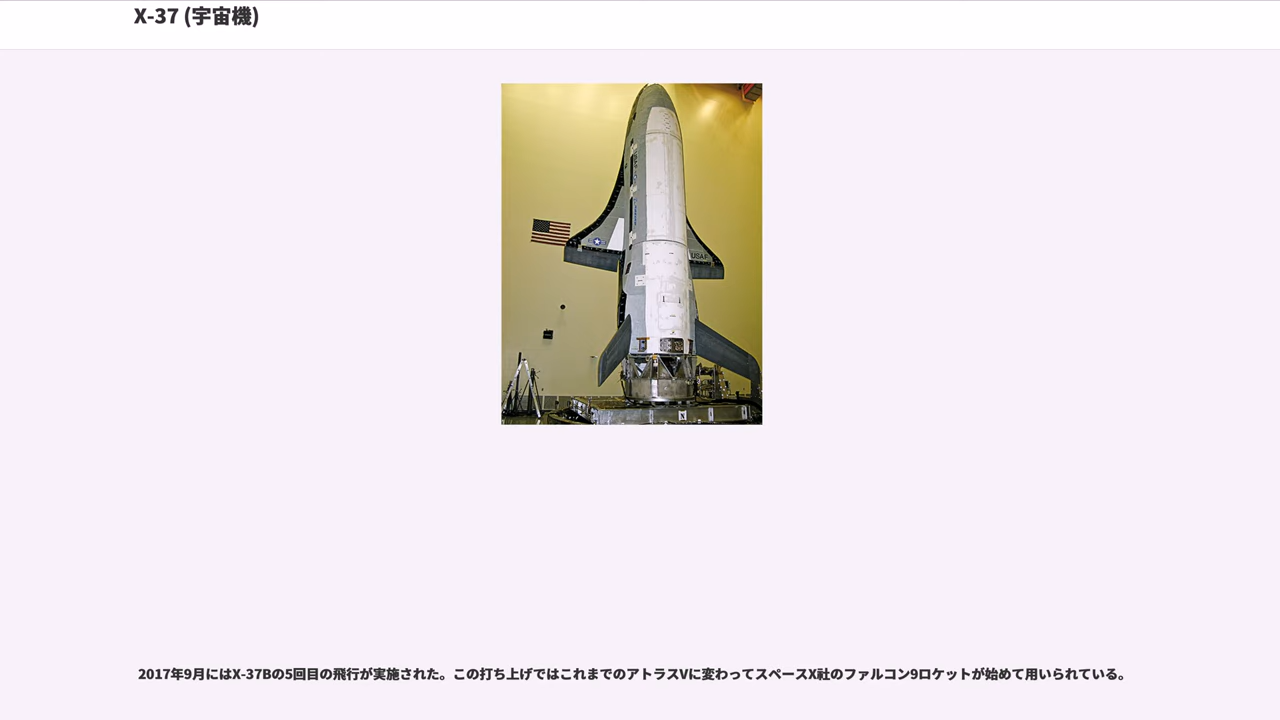 X-37 (宇宙機)
USAF
2017年9月にはX-37Bの5回目の飛行が実施された。この打ち上げではこれまでのアトラスVに変わってスペースX社のファルコン9ロケットが始めて用いられている。